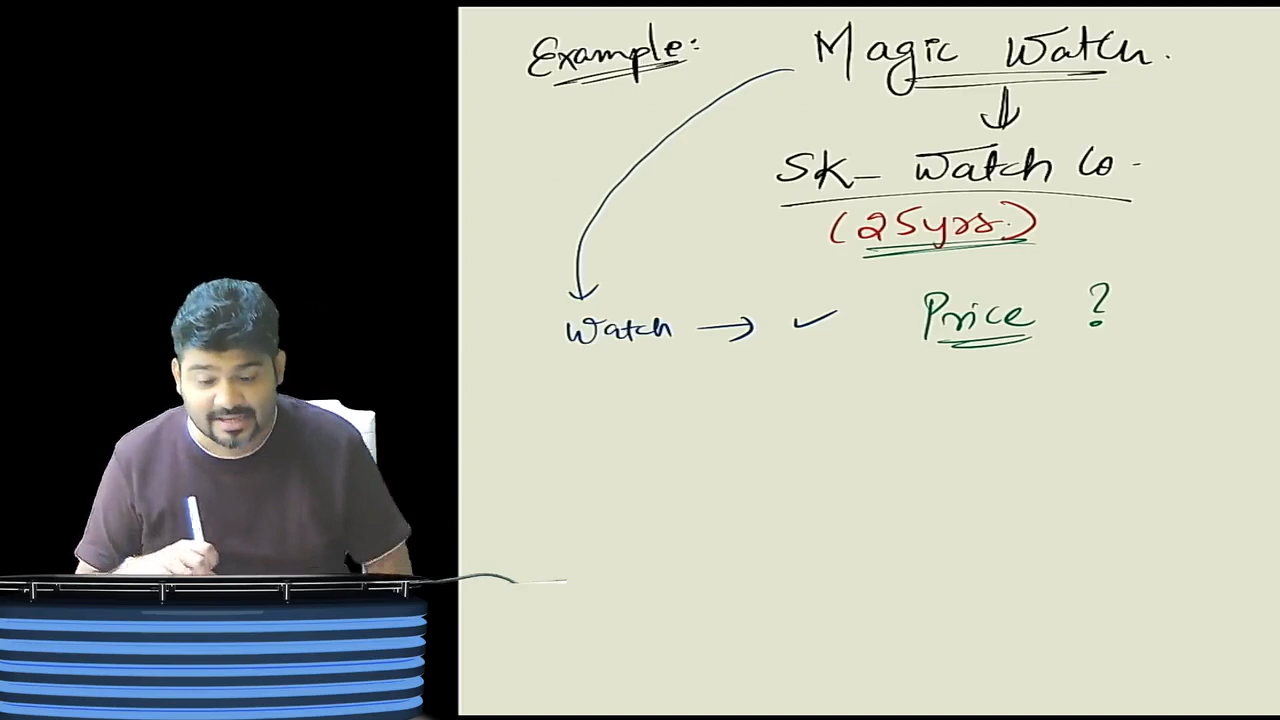 Example: Magic Watch.
SK- Watch Co.
(25yrs.)
Watch → ✓ Price ?